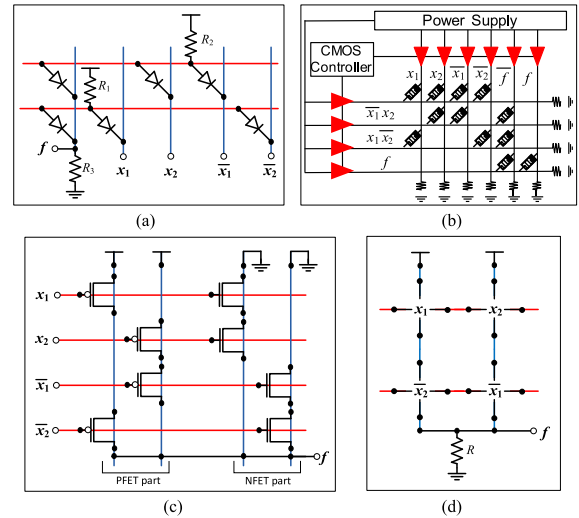 R₂
R₁
f
R₃
x₁ x₂ x̅₁ x̅₂
(a)
Power Supply
CMOS
Controller
x₁ x₂ x̅₁ x̅₂ f̅ f
x̅₁ x₂
x₁ x̅₂
f
(b)
x₁
x₂
x̅₁
x̅₂
f
PFET part NFET part
(c)
x₁ x₂
x̅₂ x̅₁
f
R
(d)